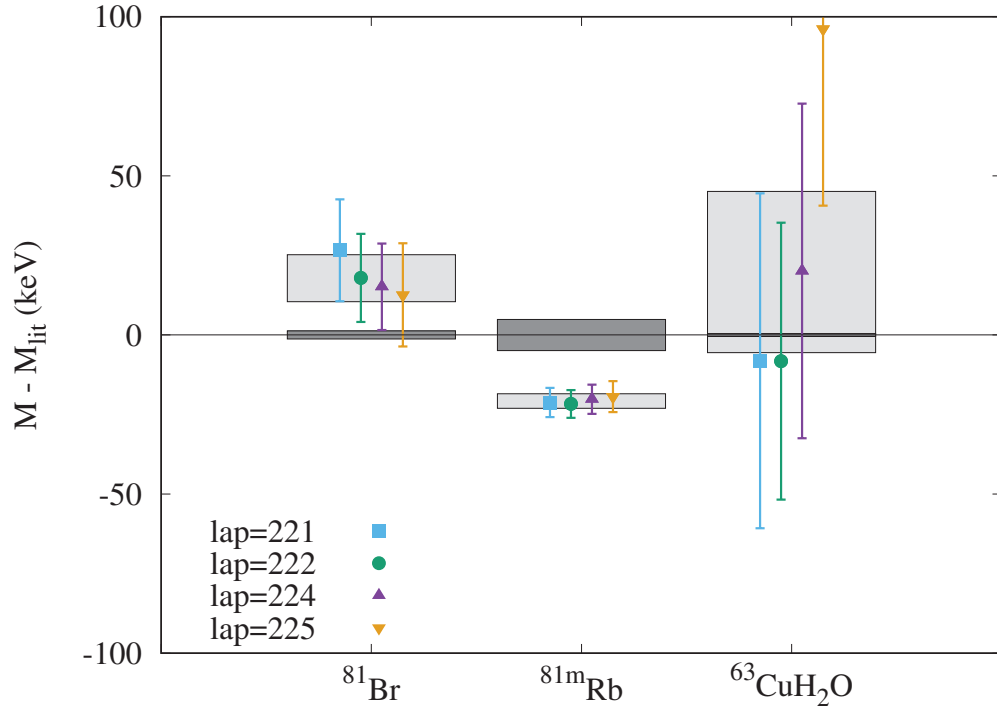 100
50
0
-50
-100
M - M_lit (keV)
lap=221
lap=222
lap=224
lap=225
⁸¹Br ⁸¹ᵐRb ⁶³CuH₂O